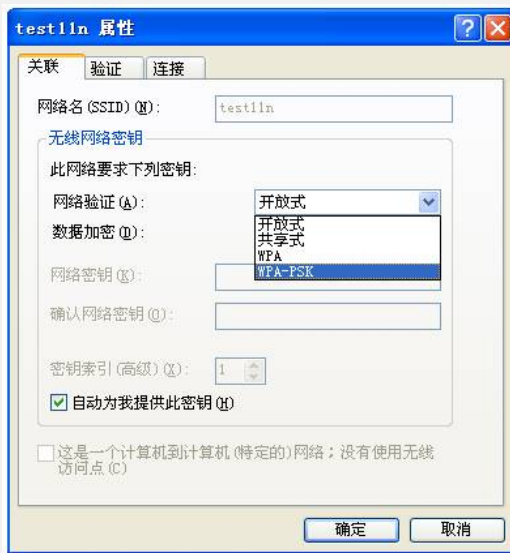 test11n 属性
关联 验证 连接
网络名(SSID)(N): test11n
无线网络密钥
此网络要求下列密钥:
网络验证(A): 开放式
开放式
数据加密(D):
共享式
WPA
WPA-PSK
网络密钥(K):
确认网络密钥(O):
密钥索引(高级)(X): 1
自动为我提供此密钥(H)
这是一个计算机到计算机(特定的)网络；没有使用无线
访问点(C)
确定 取消